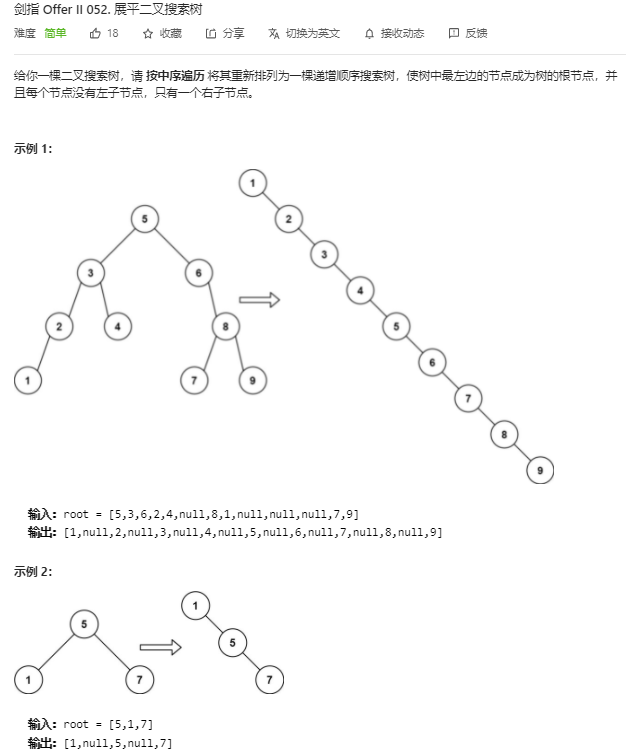 剑指 Offer II 052. 展平二叉搜索树
难度 简单 18 收藏 分享 切换为英文 接收动态 反馈
给你一棵二叉搜索树，请 按中序遍历 将其重新排列为一棵递增顺序搜索树，使树中最左边的节点成为树的根节点，并
且每个节点没有左子节点，只有一个右子节点。
示例 1：
1
5
2
3
3
6
4
2
4
8
5
6
1
7
9
7
8
9
输入：root = [5,3,6,2,4,null,8,1,null,null,null,7,9]
输出：[1,null,2,null,3,null,4,null,5,null,6,null,7,null,8,null,9]
示例 2：
1
5
5
1
7
7
输入：root = [5,1,7]
输出：[1,null,5,null,7]